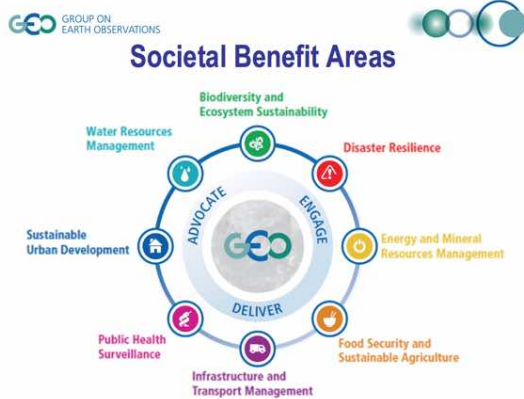 GEO GROUP ON
EARTH OBSERVATIONS
Societal Benefit Areas
Biodiversity and
Ecosystem Sustainability
Water Resources
Management
Disaster Resilience
ADVOCATE
ENGAGE
Sustainable
Urban Development
GEO
Energy and Mineral
Resources Management
DELIVER
Public Health
Surveillance
Food Security and
Sustainable Agriculture
Infrastructure and
Transport Management